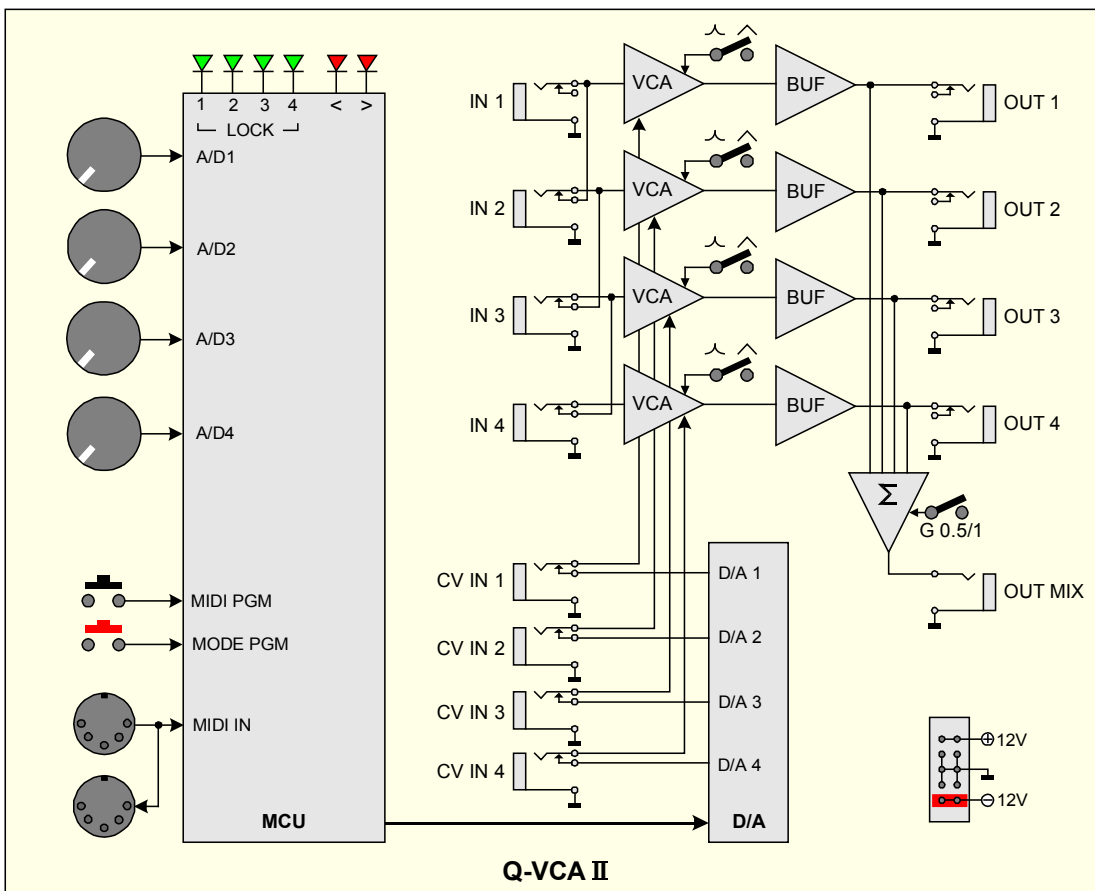 1 2 3 4 < >
LOCK
A/D1
A/D2
A/D3
A/D4
MIDI PGM
MODE PGM
MIDI IN
MCU
IN 1
VCA
BUF
OUT 1
IN 2
VCA
BUF
OUT 2
IN 3
VCA
BUF
OUT 3
IN 4
VCA
BUF
OUT 4
Σ
G 0.5/1
OUT MIX
CV IN 1
D/A 1
CV IN 2
D/A 2
CV IN 3
D/A 3
CV IN 4
D/A 4
D/A
+12V
−12V
Q-VCA II